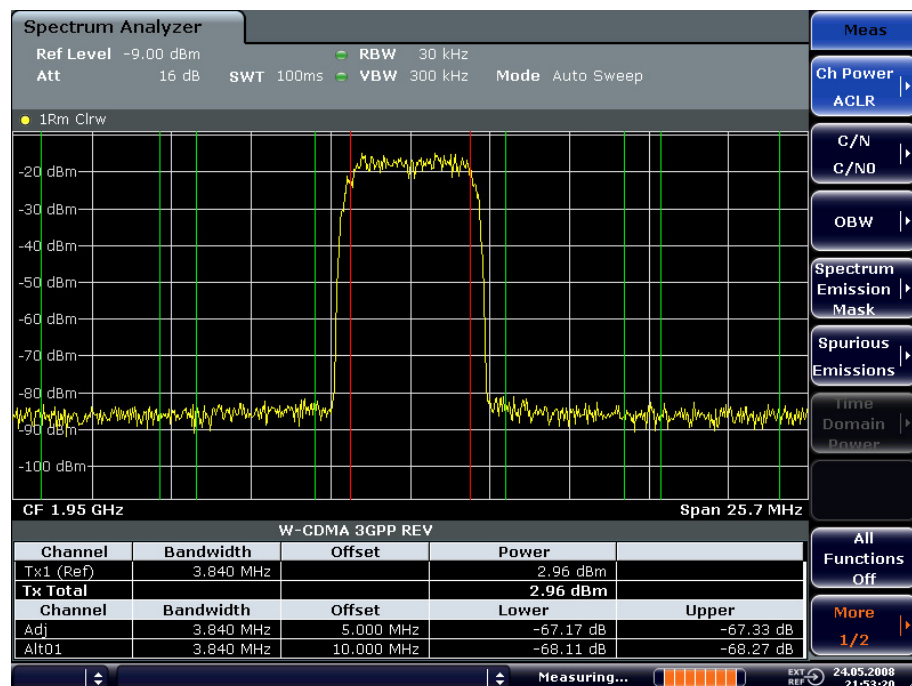 Spectrum Analyzer
Ref Level -9.00 dBm RBW 30 kHz
Att 16 dB SWT 100ms VBW 300 kHz Mode Auto Sweep
1Rm Clrw
-20 dBm
-30 dBm
-40 dBm
-50 dBm
-60 dBm
-70 dBm
-80 dBm
-90 dBm
-100 dBm
CF 1.95 GHz Span 25.7 MHz
W-CDMA 3GPP REV
Channel Bandwidth Offset Power
Tx1 (Ref) 3.840 MHz 2.96 dBm
Tx Total 2.96 dBm
Channel Bandwidth Offset Lower Upper
Adj 3.840 MHz 5.000 MHz -67.17 dB -67.33 dB
Alt01 3.840 MHz 10.000 MHz -68.11 dB -68.27 dB
Measuring... EXT REF 24.05.2008
21:53:20
Meas
Ch Power
ACLR
C/N
C/N0
OBW
Spectrum
Emission
Mask
Spurious
Emissions
Time
Domain
Power
All
Functions
Off
More
1/2